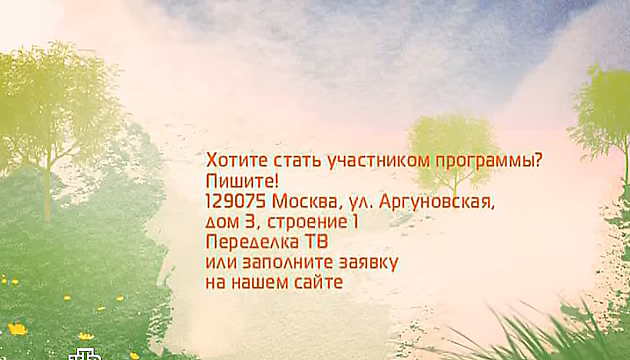 Хотите стать участником программы?
Пишите!
129075 Москва, ул. Аргуновская,
дом 3, строение 1
Переделка ТВ
или заполните заявку
на нашем сайте
НТВ